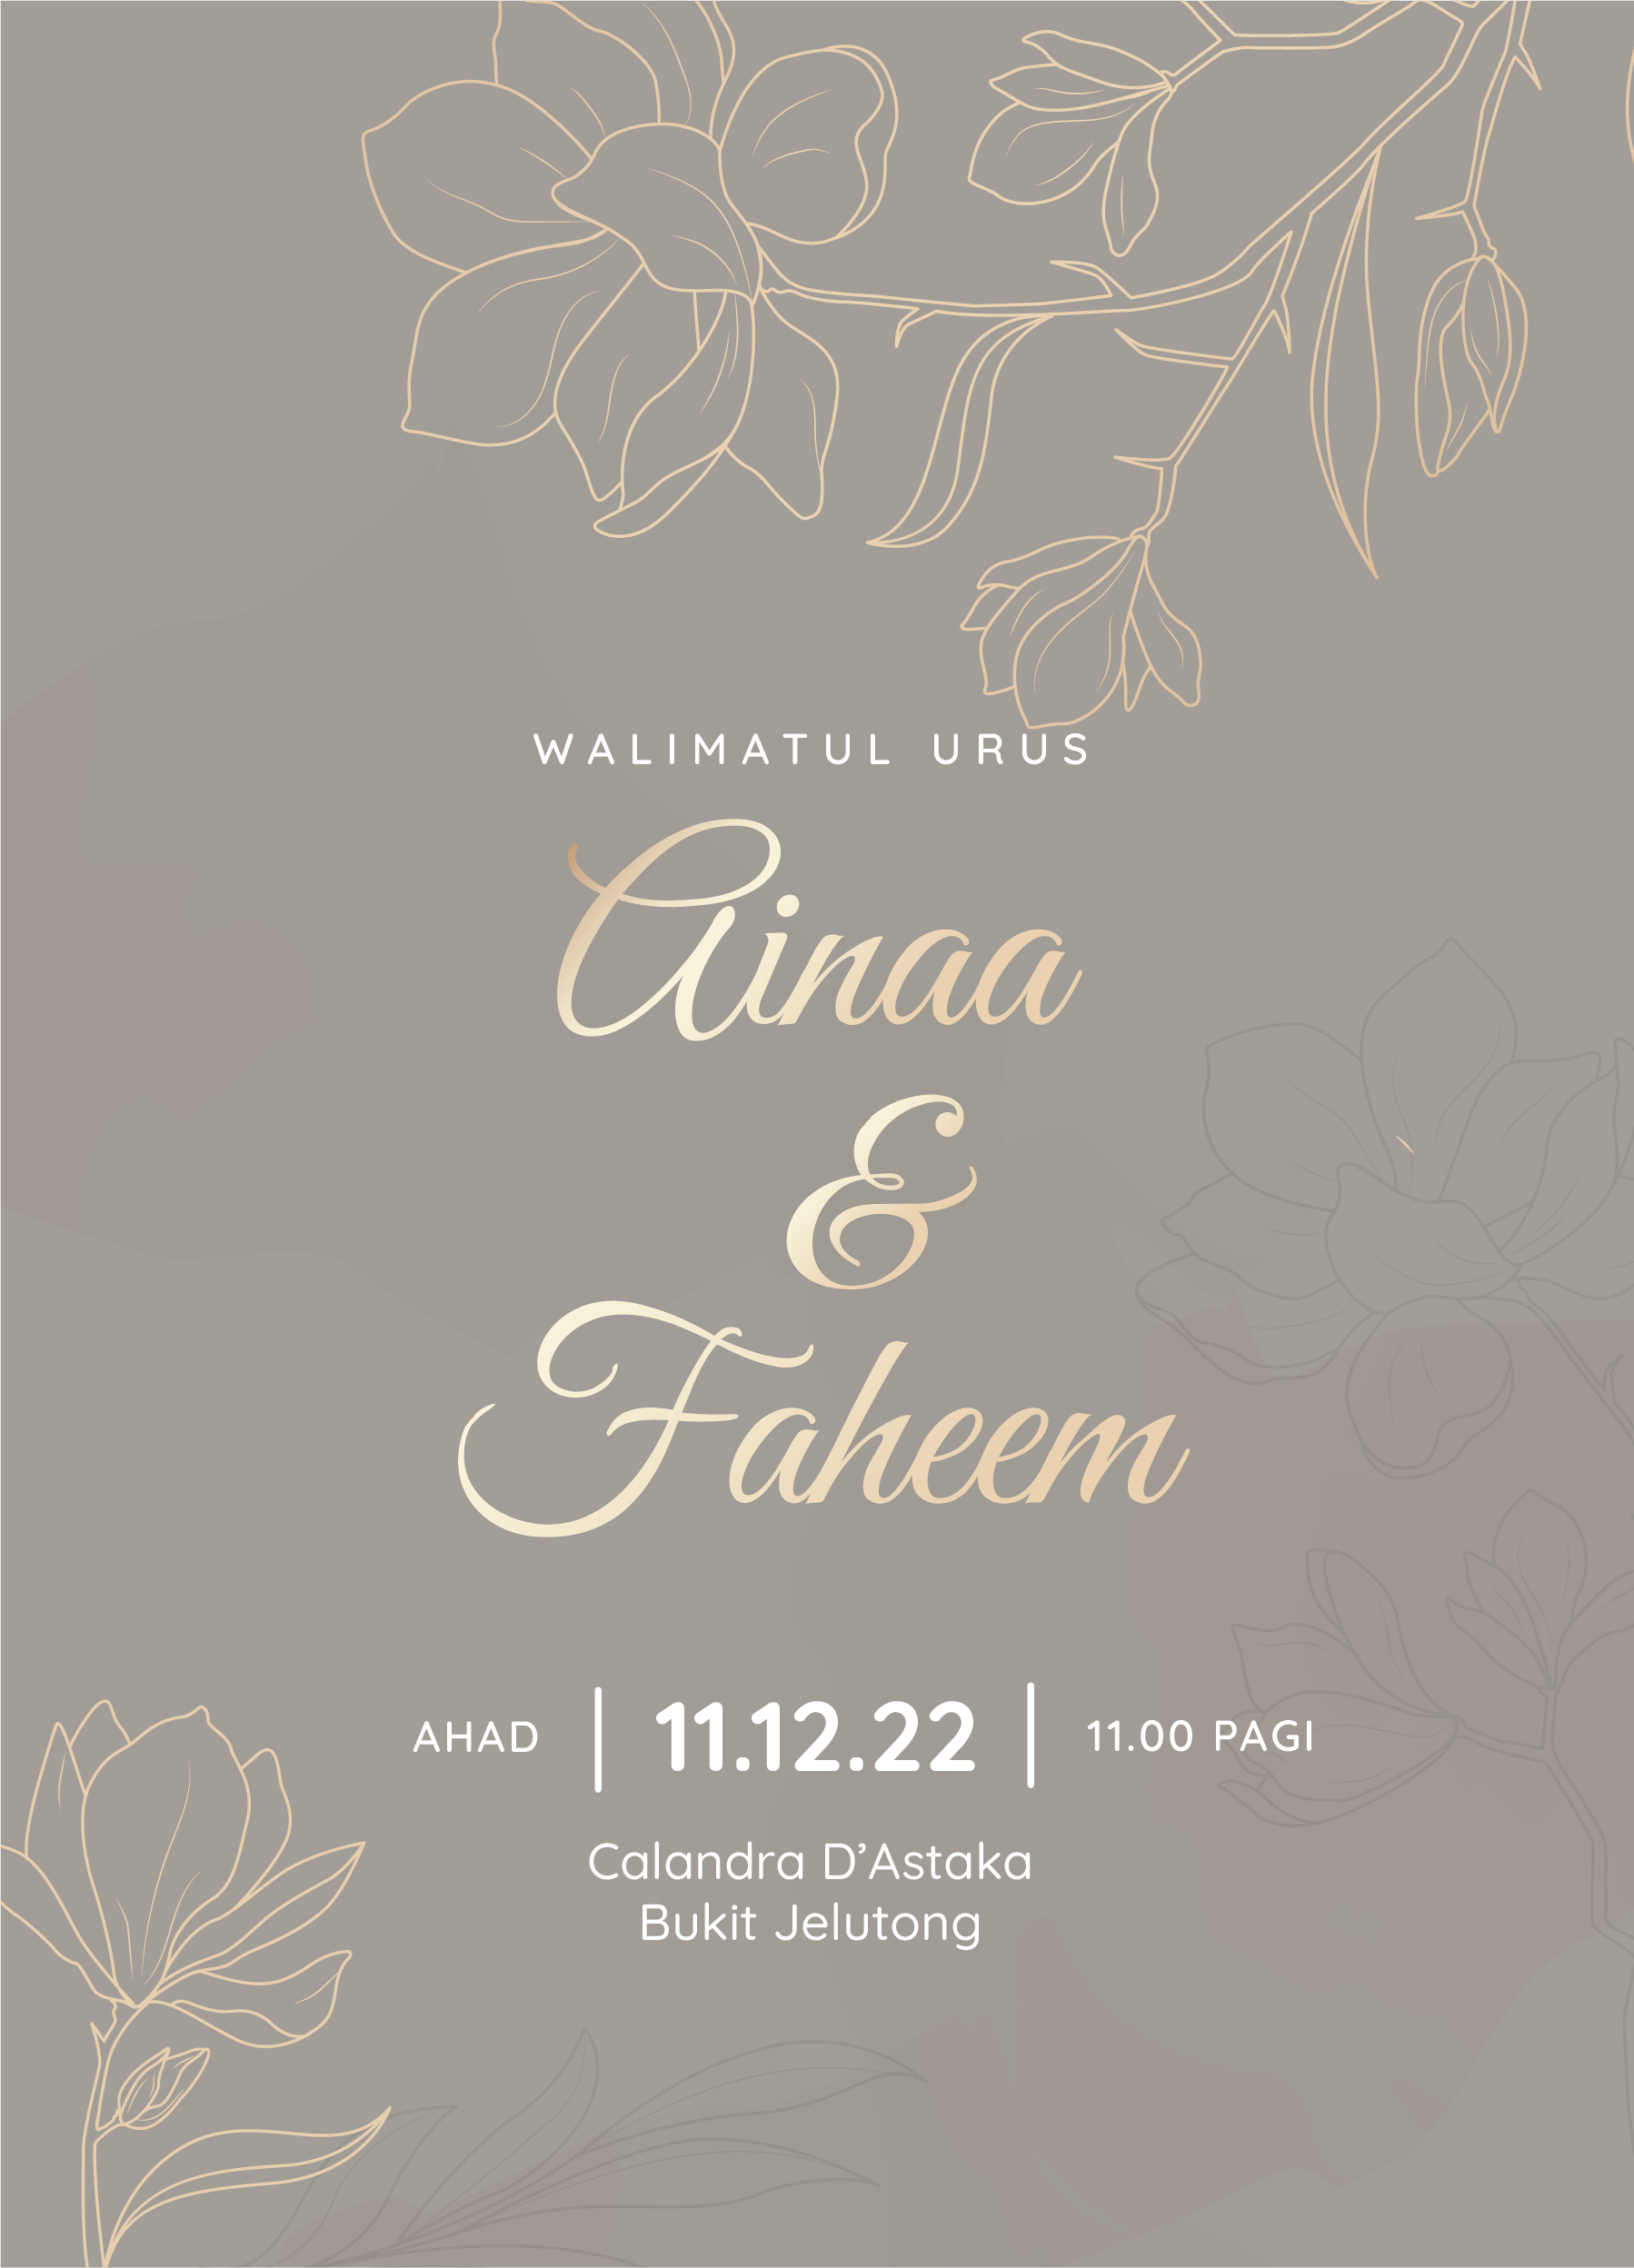 WALIMATUL URUS
Ainaa
&
Faheem
AHAD | 11.12.22 | 11.00 PAGI
Calandra D’Astaka
Bukit Jelutong